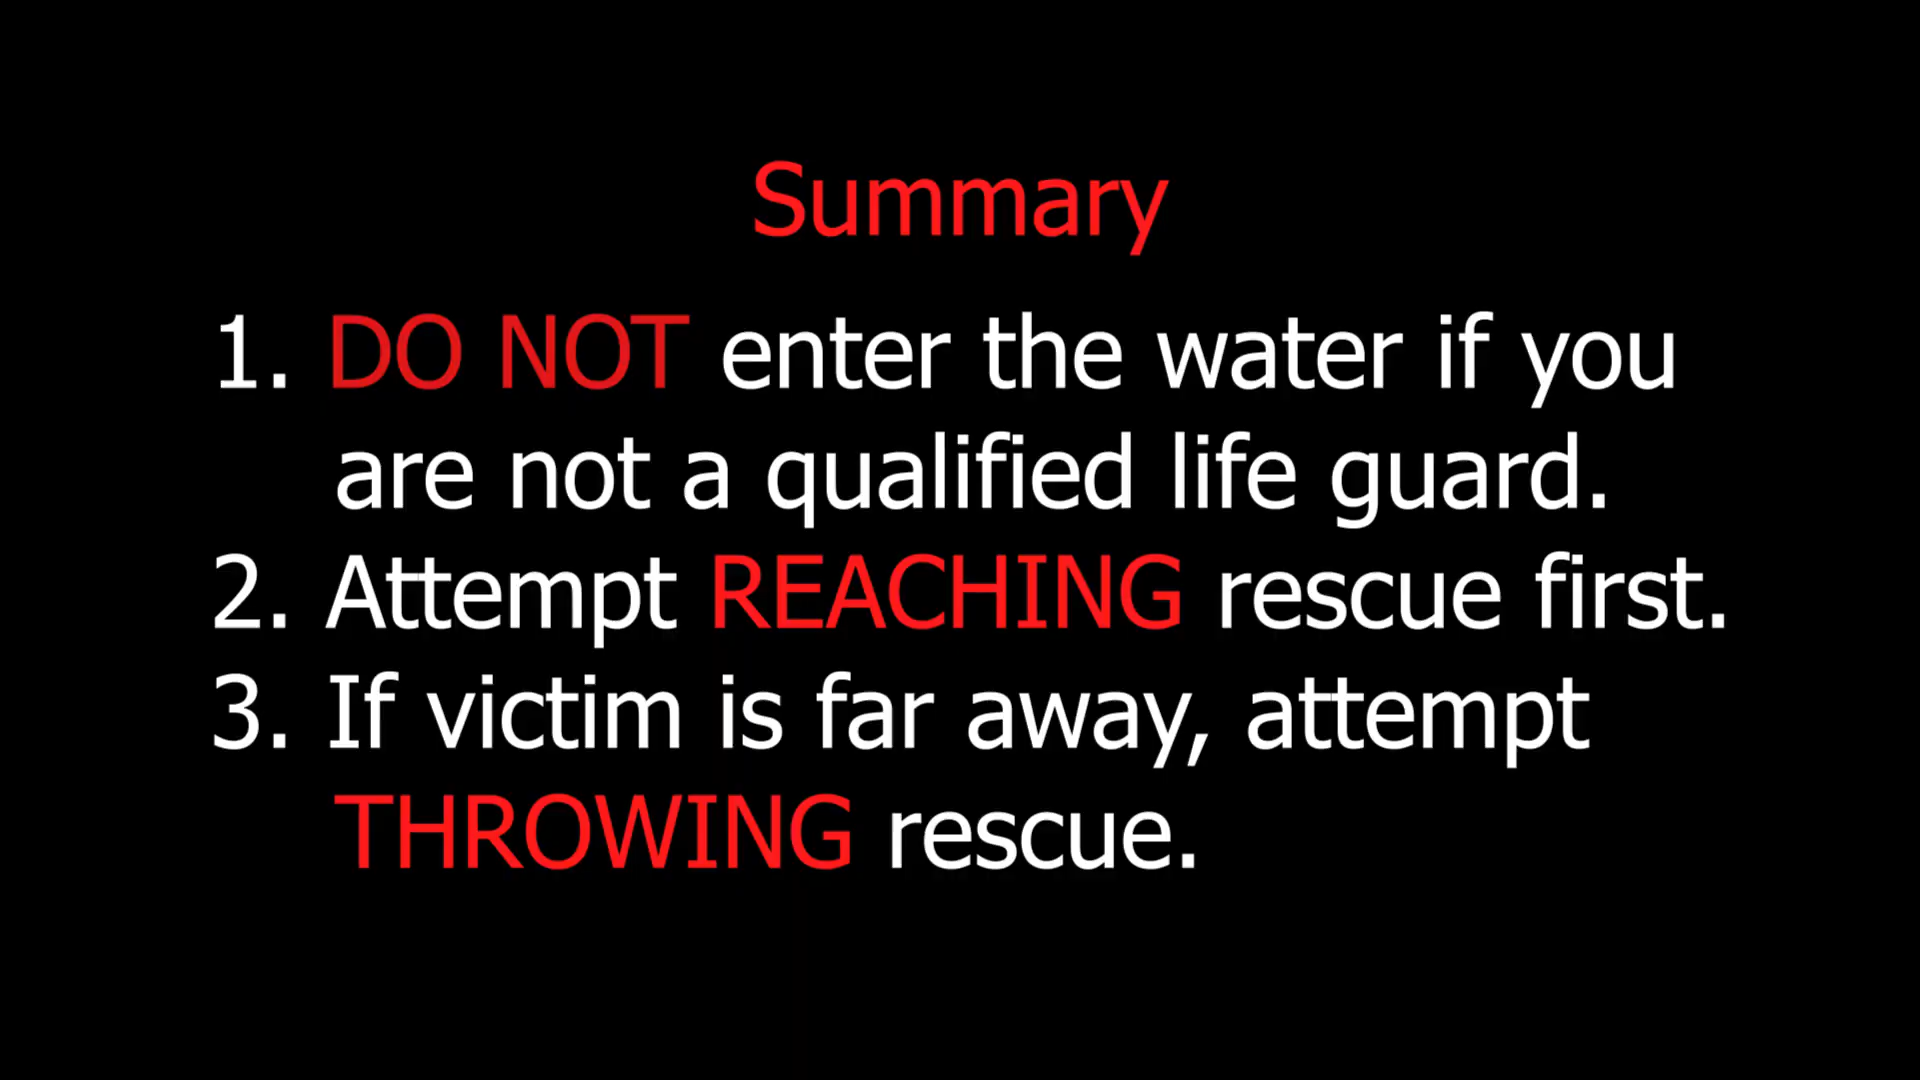 Summary
1. DO NOT enter the water if you
are not a qualified life guard.
2. Attempt REACHING rescue first.
3. If victim is far away, attempt
THROWING rescue.